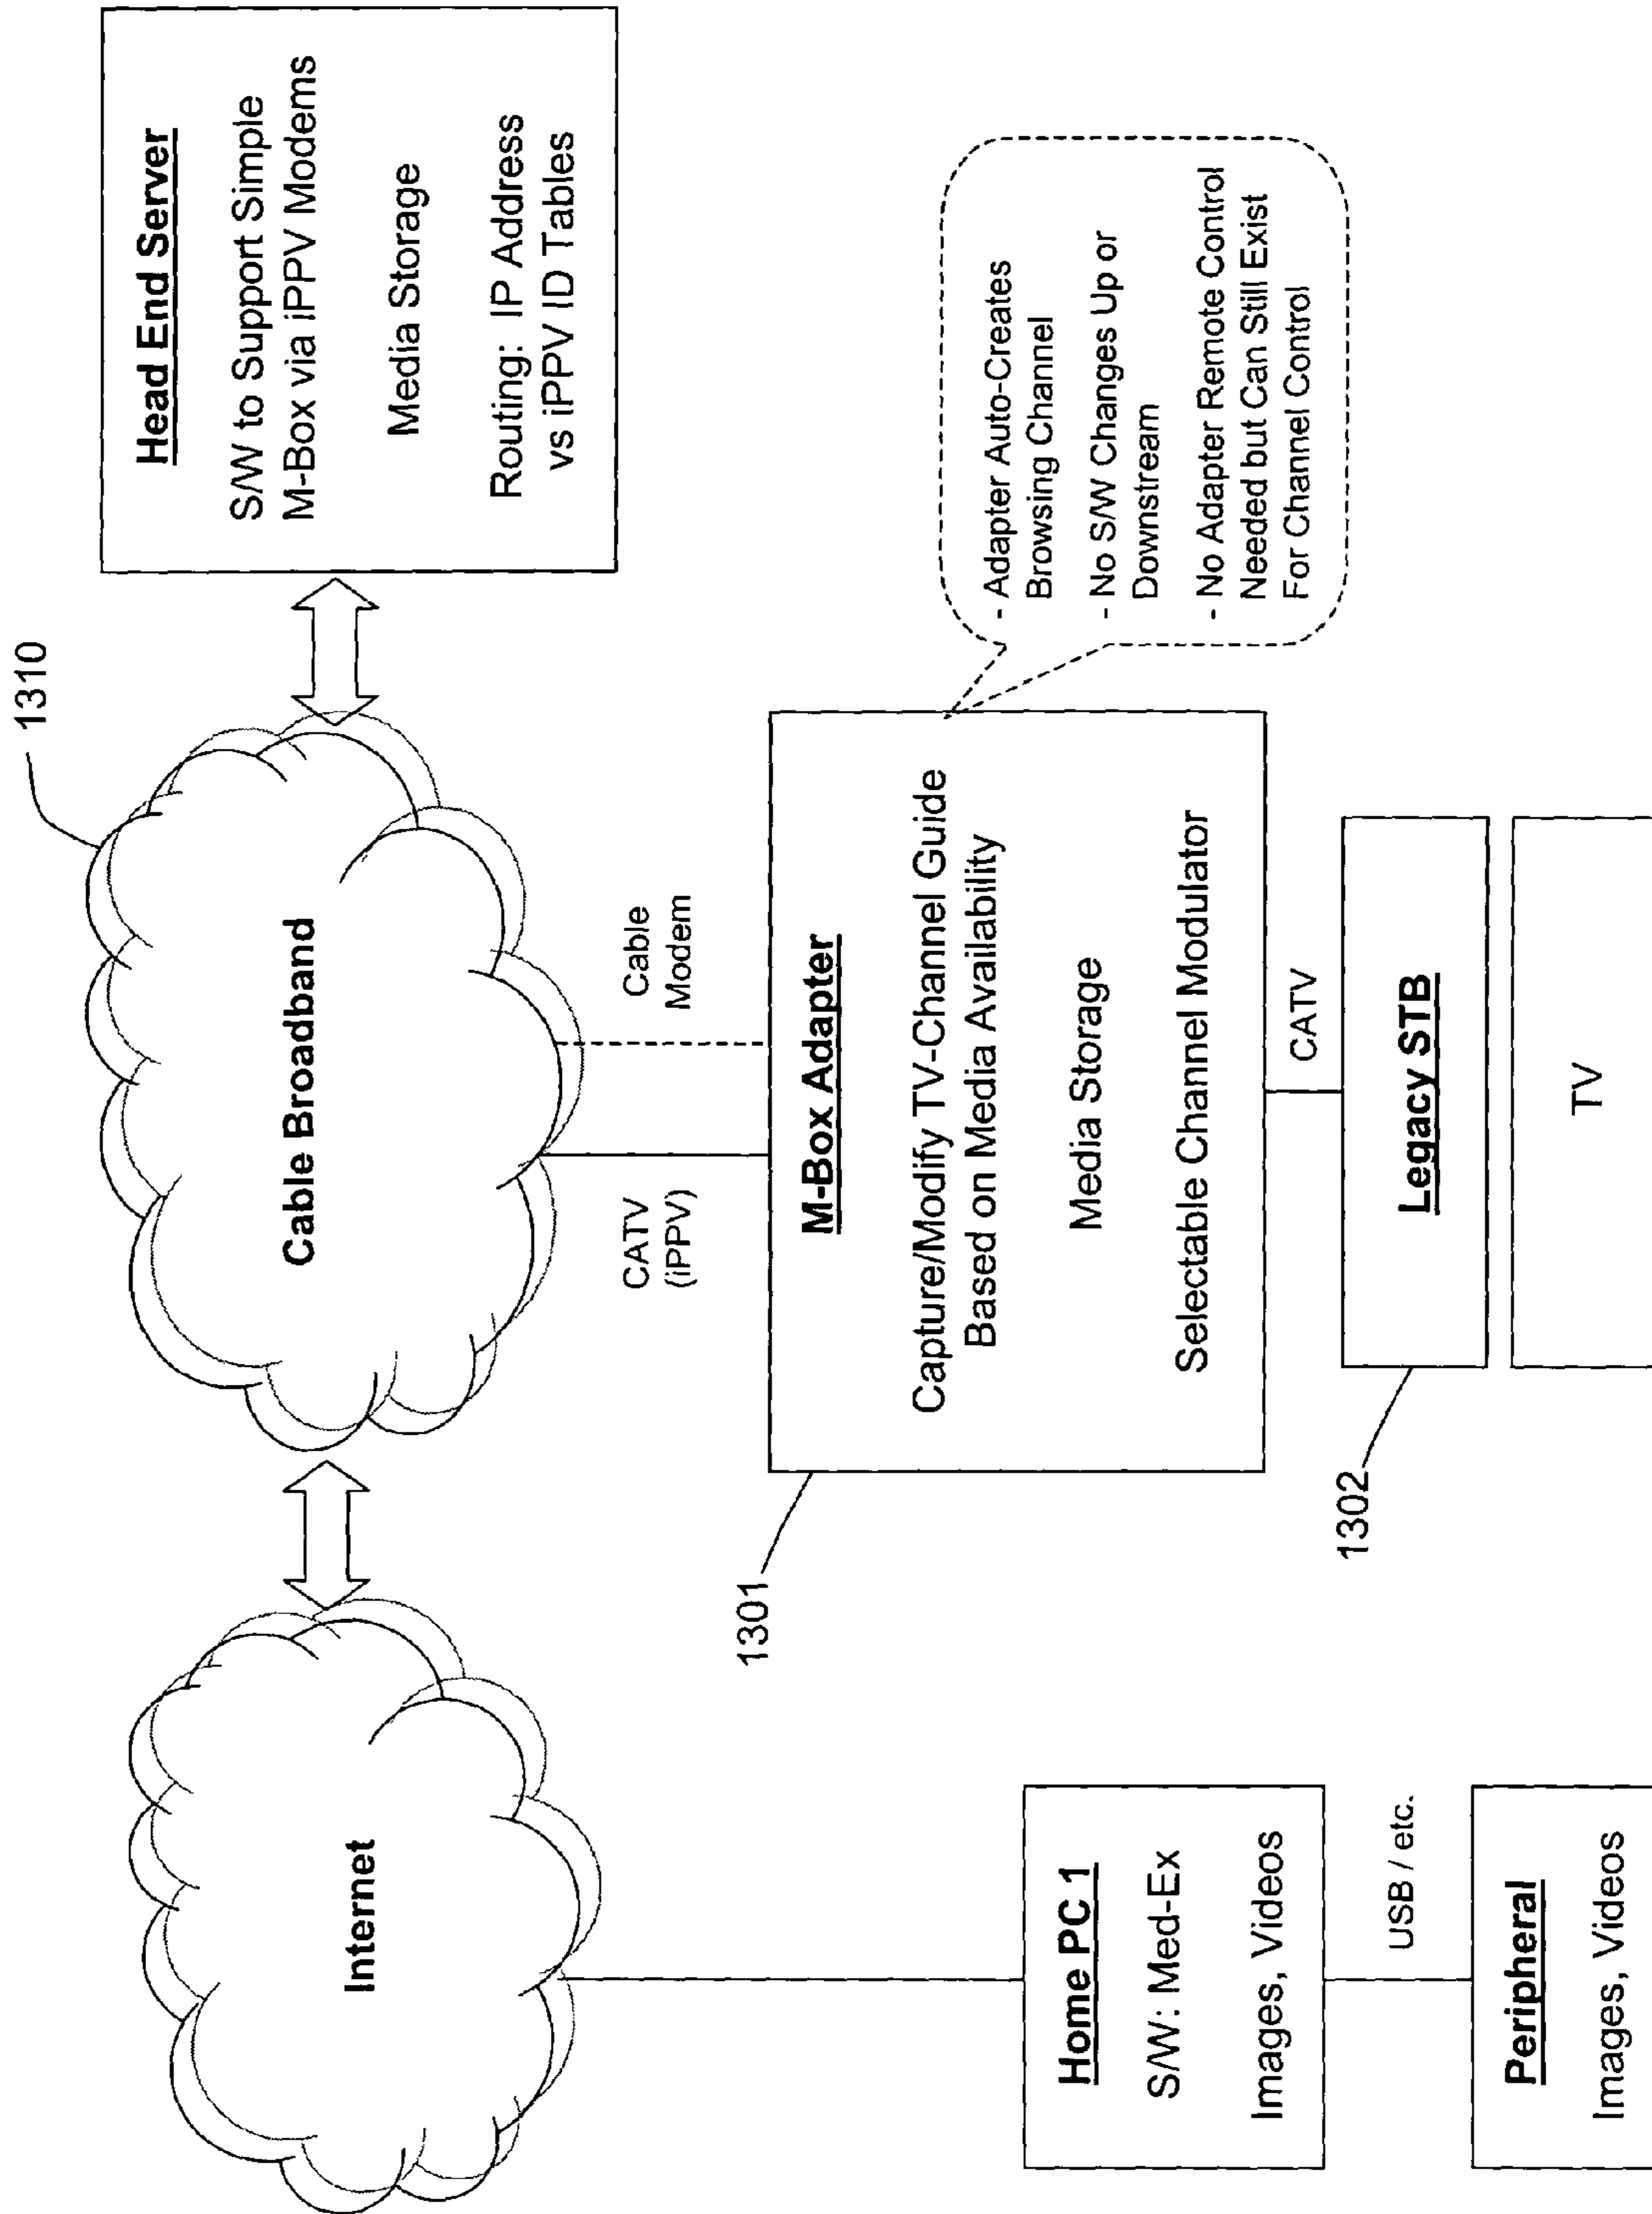 1310
Internet
Cable Broadband
Head End Server
S/W to Support Simple
M-Box via iPPV Modems
Media Storage
Routing: IP Address
vs iPPV ID Tables
CATV
(iPPV)
Cable
Modem
1301
M-Box Adapter
Capture/Modify TV-Channel Guide
Based on Media Availability
Media Storage
Selectable Channel Modulator
- Adapter Auto-Creates
Browsing Channel
- No S/W Changes Up or
Downstream
- No Adapter Remote Control
Needed but Can Still Exist
For Channel Control
Home PC 1
S/W: Med-Ex
Images, Videos
USB / etc.
Peripheral
Images, Videos
CATV
1302
Legacy STB
TV